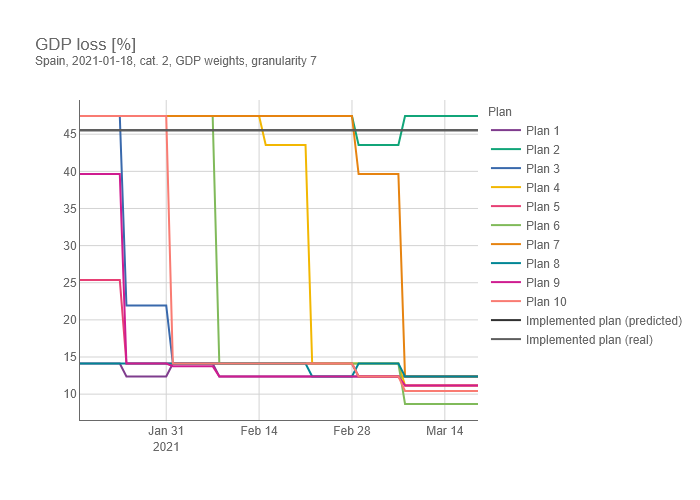 GDP loss [%]
Spain, 2021-01-18, cat. 2, GDP weights, granularity 7
Plan
45
Plan 1
Plan 2
40
Plan 3
Plan 4
35
Plan 5
Plan 6
30
Plan 7
Plan 8
25
Plan 9
Plan 10
20
Implemented plan (predicted)
Implemented plan (real)
15
10
Jan 31
Feb 14
Feb 28
Mar 14
2021